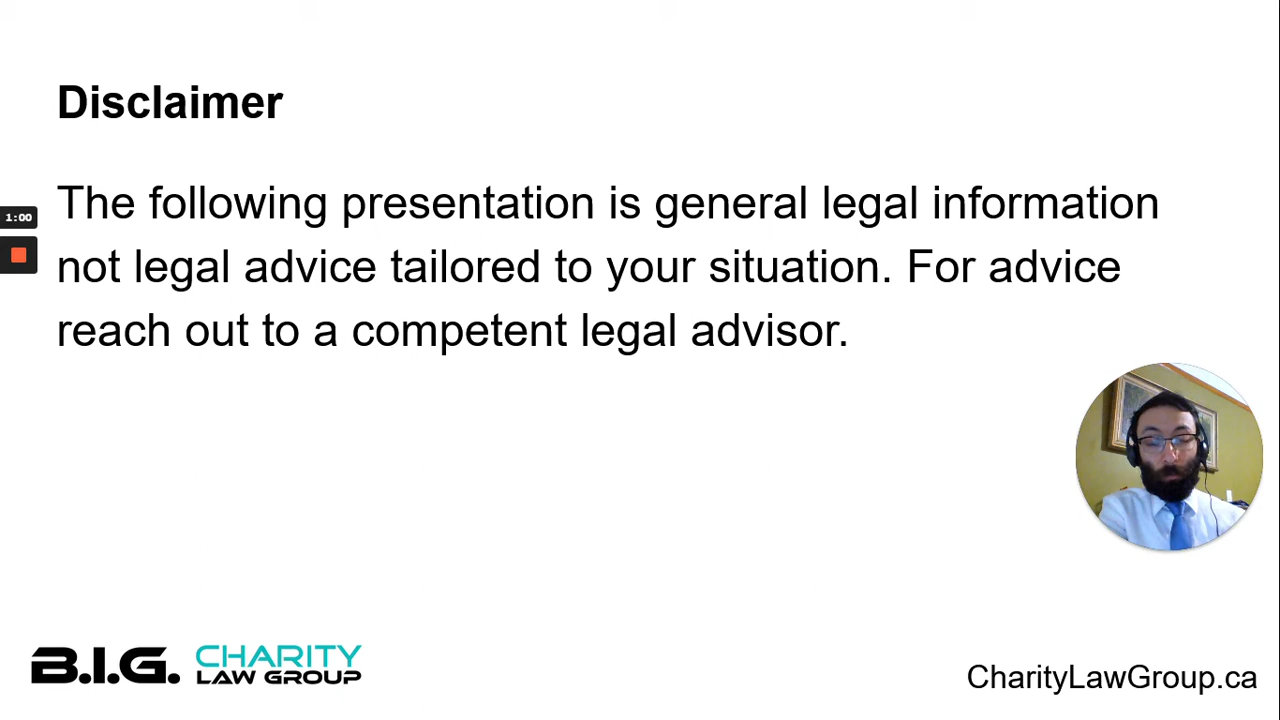 Disclaimer
The following presentation is general legal information
not legal advice tailored to your situation. For advice
reach out to a competent legal advisor.
1:00
B.I.G. CHARITY
LAW GROUP
CharityLawGroup.ca